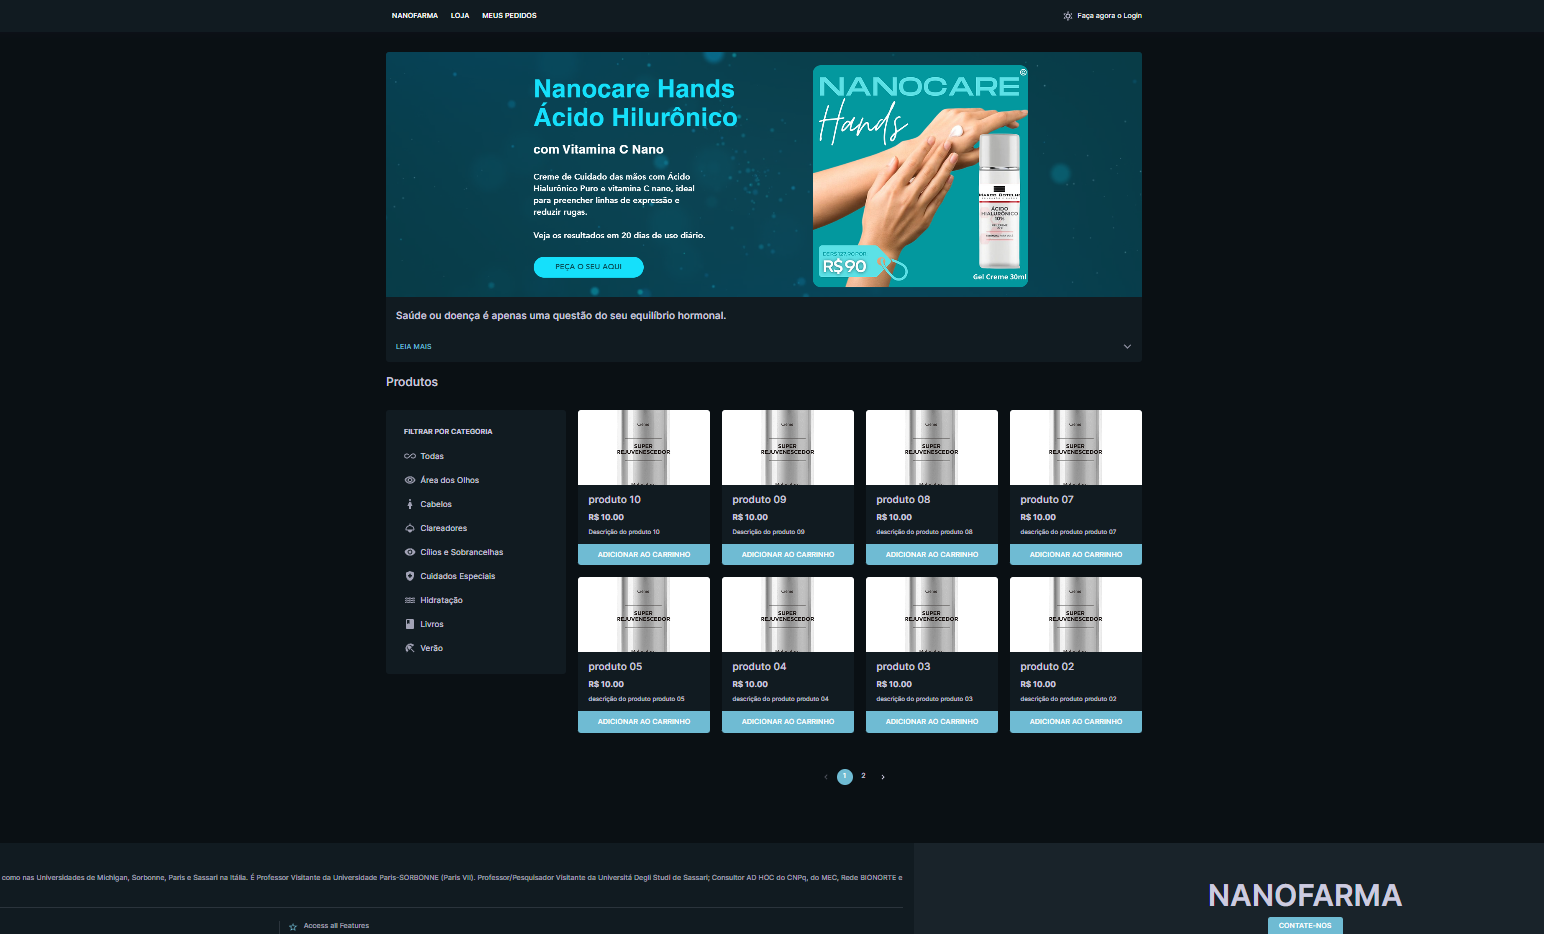 NANOFARMA LOJA MEUS PEDIDOS Faça agora o Login
Nanocare Hands
Ácido Hilurônico
com Vitamina C Nano
Creme de Cuidado das mãos com Ácido
Hialurônico Puro e vitamina C nano, ideal
para preencher linhas de expressão e
reduzir rugas.
Veja os resultados em 20 dias de uso diário.
PEÇA O SEU AQUI
©
NANOCARE
Hands
ÁCIDO
HIALURÔNICO
10%
DE R$ 127,90 POR
R$ 90
Gel Creme 30ml
Saúde ou doença é apenas uma questão do seu equilíbrio hormonal.
LEIA MAIS
Produtos
FILTRAR POR CATEGORIA
Todas
Área dos Olhos
Cabelos
Clareadores
Cílios e Sobrancelhas
Cuidados Especiais
Hidratação
Livros
Verão
SUPER
REJUVENESCEDOR
produto 10
R$ 10.00
Descrição do produto 10
ADICIONAR AO CARRINHO
SUPER
REJUVENESCEDOR
produto 09
R$ 10.00
Descrição do produto 09
ADICIONAR AO CARRINHO
SUPER
REJUVENESCEDOR
produto 08
R$ 10.00
descrição do produto produto 08
ADICIONAR AO CARRINHO
SUPER
REJUVENESCEDOR
produto 07
R$ 10.00
descrição do produto produto 07
ADICIONAR AO CARRINHO
SUPER
REJUVENESCEDOR
produto 05
R$ 10.00
descrição do produto produto 05
ADICIONAR AO CARRINHO
SUPER
REJUVENESCEDOR
produto 04
R$ 10.00
descrição do produto produto 04
ADICIONAR AO CARRINHO
SUPER
REJUVENESCEDOR
produto 03
R$ 10.00
descrição do produto produto 03
ADICIONAR AO CARRINHO
SUPER
REJUVENESCEDOR
produto 02
R$ 10.00
descrição do produto produto 02
ADICIONAR AO CARRINHO
‹ 1 2 ›
como nas Universidades de Michigan, Sorbonne, Paris e Sassari na Itália. É Professor Visitante da Universidade Paris-SORBONNE (Paris VII). Professor/Pesquisador Visitante da Universitá Degli Studi de Sassari; Consultor AD HOC do CNPq, do MEC, Rede BIONORTE e
Access all Features
NANOFARMA
CONTATE-NOS